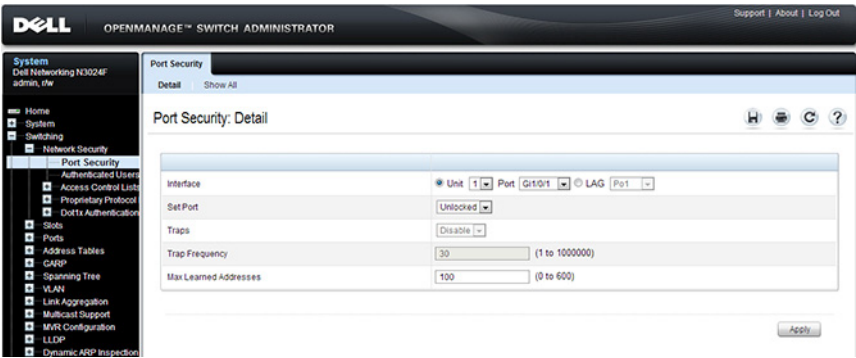 Support | About | Log Out
DELL OPENMANAGE™ SWITCH ADMINISTRATOR
System
Dell Networking N3024F
admin, r/w
Home
System
Switching
Network Security
Port Security
Authenticated Users
Access Control Lists
Proprietary Protocol
Dot1x Authentication
Slots
Ports
Address Tables
GARP
Spanning Tree
VLAN
Link Aggregation
Multicast Support
MVR Configuration
LLDP
Dynamic ARP Inspection
Port Security
Detail Show All
Port Security: Detail
Interface Unit 1 Port Gi1/0/1 LAG Po1
Set Port Unlocked
Traps Disable
Trap Frequency 30 (1 to 1000000)
Max Learned Addresses 100 (0 to 600)
Apply